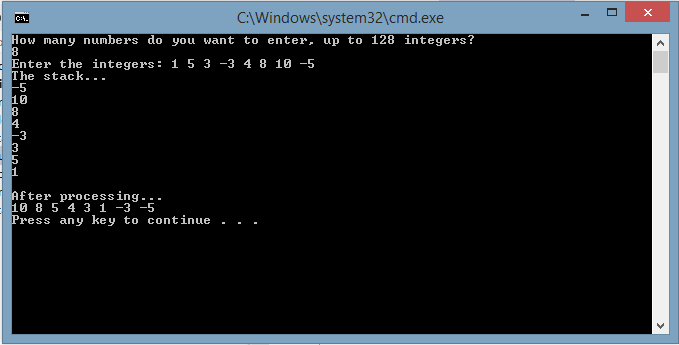 C:\Windows\system32\cmd.exe
How many numbers do you want to enter, up to 128 integers?
8
Enter the integers: 1 5 3 -3 4 8 10 -5
The stack...
-5
10
8
4
-3
3
5
1
After processing...
10 8 5 4 3 1 -3 -5
Press any key to continue . . .